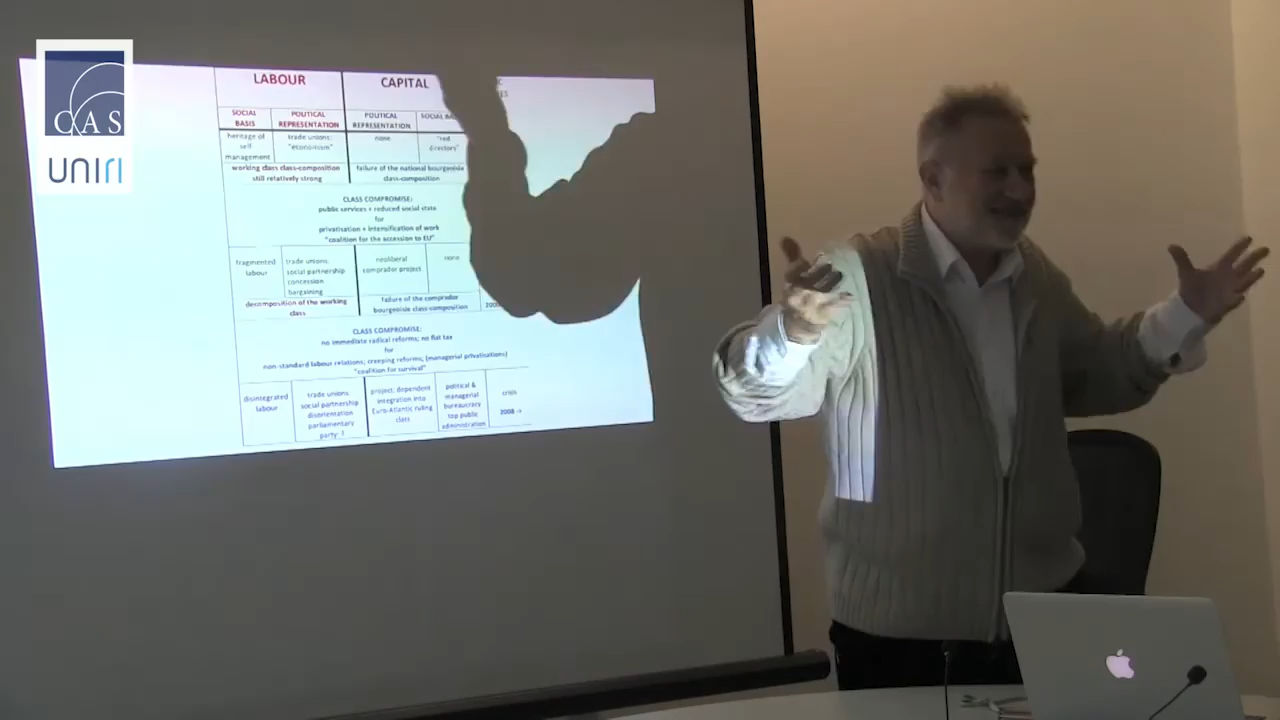 CAS
UNIRI
LABOUR
CAPITAL
SOCIAL
BASIS
POLITICAL
REPRESENTATION
POLITICAL
REPRESENTATION
SOCIAL
heritage of
self
management
trade unions:
"economism"
none
"red
directors"
working class class-composition
still relatively strong
failure of the national bourgeoisie
class-composition
CLASS COMPROMISE:
public services + reduced social state
for
privatisation + intensification of work
"coalition for the accession to EU"
fragmented
labour
trade unions:
social partnership
concession
bargaining
neoliberal
comprador project
none
decomposition of the working
class
failure of the comprador
bourgeoisie class-composition
CLASS COMPROMISE:
no immediate radical reforms; no flat tax
for
non-standard labour relations; creeping reforms; (managerial privatisations)
"coalition for survival"
disintegrated
labour
trade unions:
social partnership
disorientation
parliamentary
party: ?
project: dependent
integration into
Euro-Atlantic ruling
class
political &
managerial
bureaucracy
top public
administration
crisis
2008 →